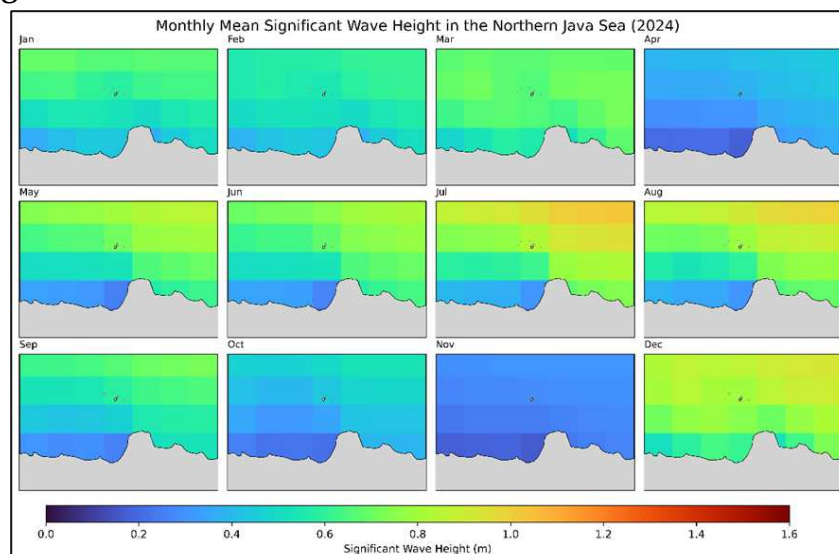 Monthly Mean Significant Wave Height in the Northern Java Sea (2024)
Jan Feb Mar Apr
May Jun Jul Aug
Sep Oct Nov Dec
0.0 0.2 0.4 0.6 0.8 1.0 1.2 1.4 1.6
Significant Wave Height (m)